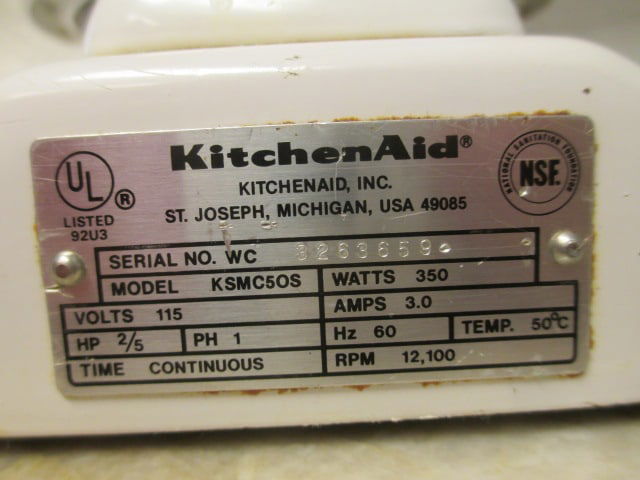 KitchenAid®
KITCHENAID, INC.
ST. JOSEPH, MICHIGAN, USA 49085
UL ®
LISTED
92U3
NATIONAL SANITATION FOUNDATION
NSF.
SERIAL NO. WC 3263659
MODEL KSMC50S
WATTS 350
VOLTS 115
AMPS 3.0
HP 2/5
PH 1
Hz 60
TEMP. 50°C
TIME CONTINUOUS
RPM 12,100